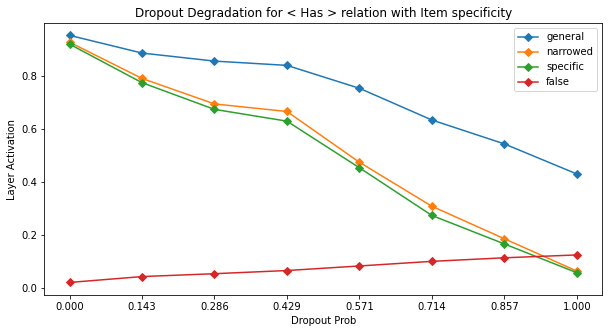 Dropout Degradation for < Has > relation with Item specificity
general
narrowed
specific
false
Layer Activation
0.8
0.6
0.4
0.2
0.0
0.000 0.143 0.286 0.429 0.571 0.714 0.857 1.000
Dropout Prob